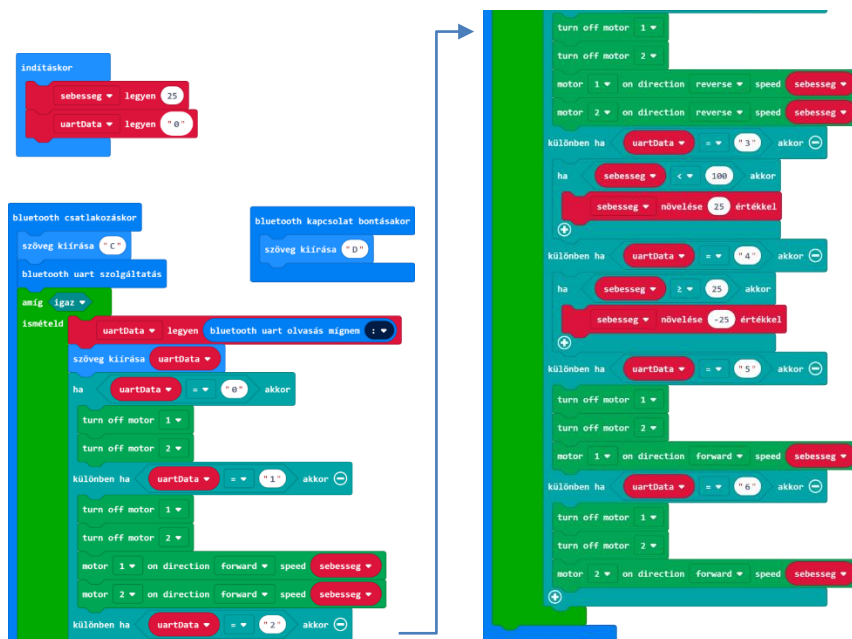 indításkor
sebesseg legyen 25
uartData legyen "0"
bluetooth csatlakozáskor
szöveg kiírása "C"
bluetooth uart szolgáltatás
amíg igaz
ismételd
uartData legyen bluetooth uart olvasás mígnem :
szöveg kiírása uartData
ha uartData = "0" akkor
turn off motor 1
turn off motor 2
különben ha uartData = "1" akkor
turn off motor 1
turn off motor 2
motor 1 on direction forward speed sebesseg
motor 2 on direction forward speed sebesseg
különben ha uartData = "2" akkor
bluetooth kapcsolat bontásakor
szöveg kiírása "D"
turn off motor 1
turn off motor 2
motor 1 on direction reverse speed sebesseg
motor 2 on direction reverse speed sebesseg
különben ha uartData = "3" akkor
ha sebesseg < 100 akkor
sebesseg növelése 25 értékkel
különben ha uartData = "4" akkor
ha sebesseg ≥ 25 akkor
sebesseg növelése -25 értékkel
különben ha uartData = "5" akkor
turn off motor 1
turn off motor 2
motor 1 on direction forward speed sebesseg
különben ha uartData = "6" akkor
turn off motor 1
turn off motor 2
motor 2 on direction forward speed sebesseg